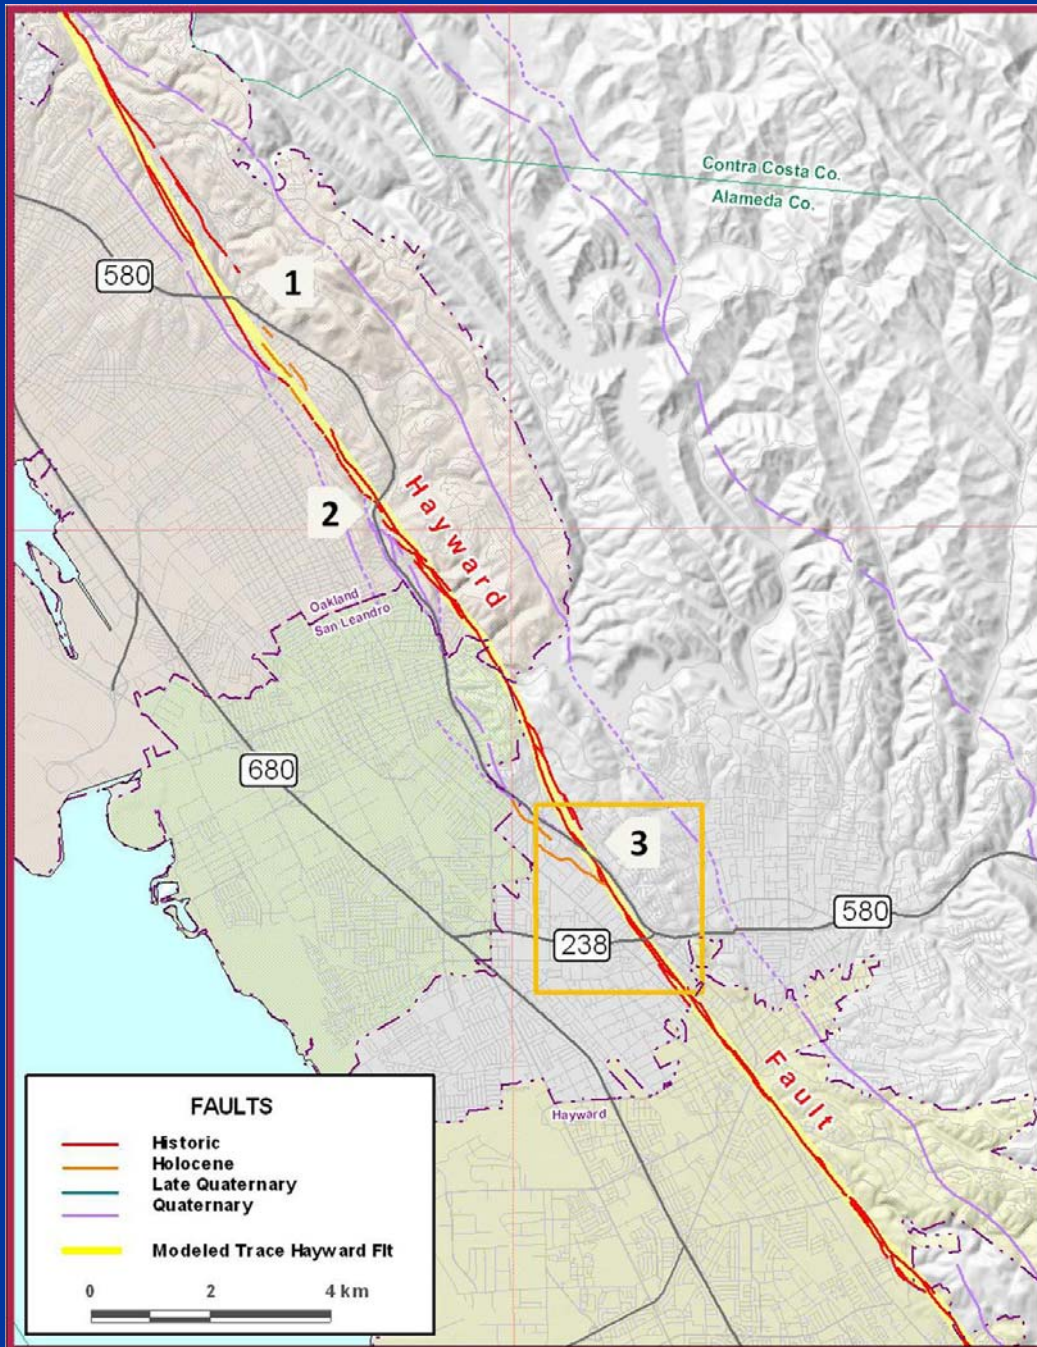 Contra Costa Co.
Alameda Co.
580
1
Hayward
2
Oakland
San Leandro
680
3
580
238
Fault
Hayward
FAULTS
Historic
Holocene
Late Quaternary
Quaternary
Modeled Trace Hayward Flt
0 2 4 km